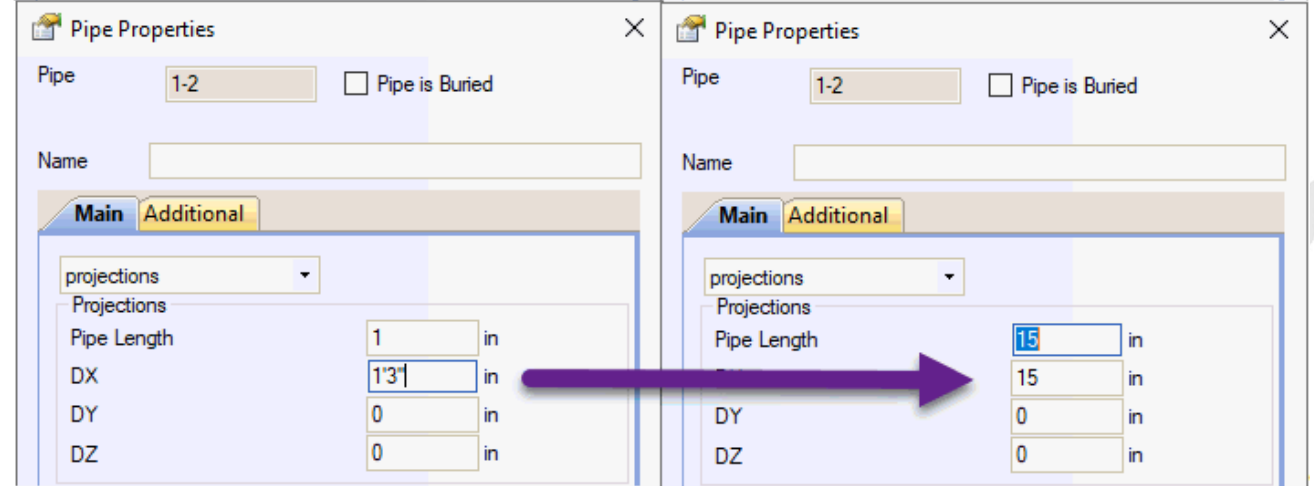 Pipe Properties
Pipe
1-2
Pipe is Buried
Name
Main
Additional
projections
Projections
Pipe Length
1
in
DX
1'3"
in
DY
0
in
DZ
0
in
Pipe Properties
Pipe
1-2
Pipe is Buried
Name
Main
Additional
projections
Projections
Pipe Length
15
in
15
in
DY
0
in
DZ
0
in